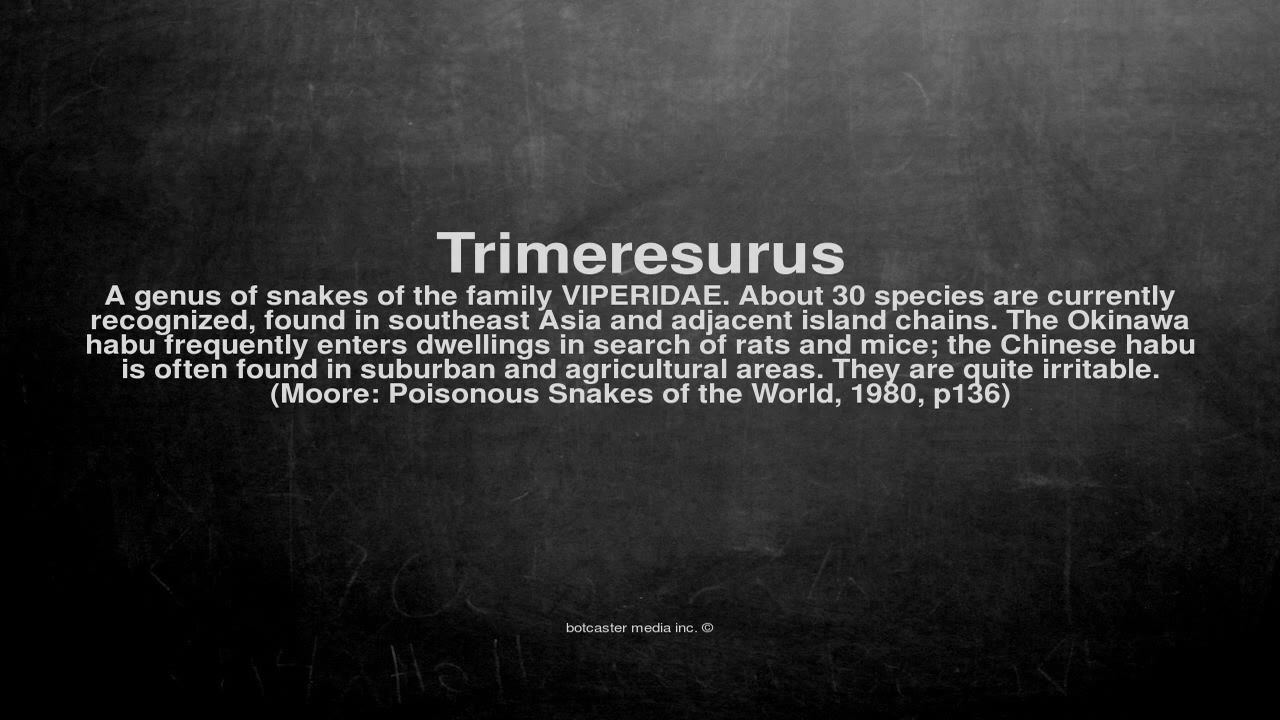 Trimeresurus
A genus of snakes of the family VIPERIDAE. About 30 species are currently
recognized, found in southeast Asia and adjacent island chains. The Okinawa
habu frequently enters dwellings in search of rats and mice; the Chinese habu
is often found in suburban and agricultural areas. They are quite irritable.
(Moore: Poisonous Snakes of the World, 1980, p136)
botcaster media inc. ©